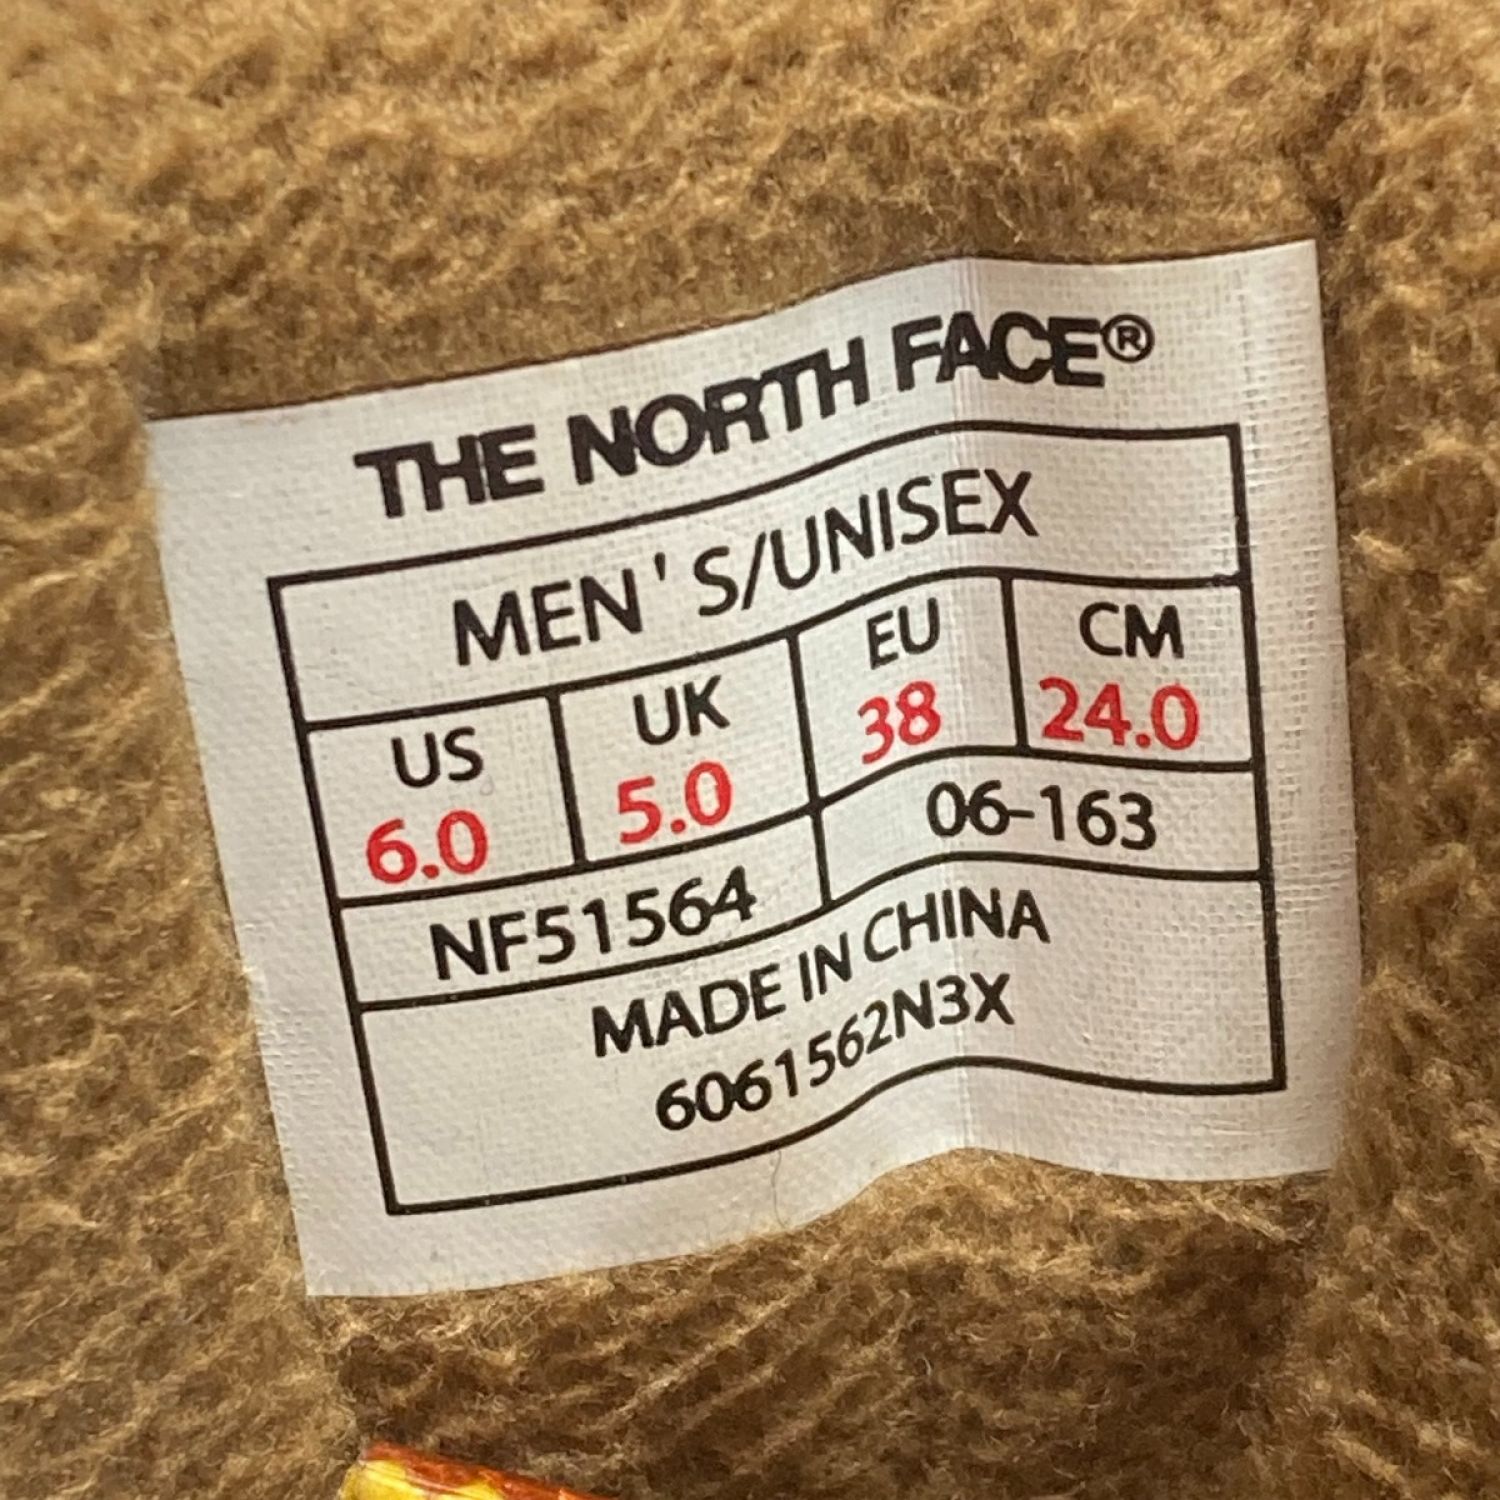 THE NORTH FACE®
MEN'S/UNISEX
US UK EU CM
6.0 5.0 38 24.0
NF51564 06-163
MADE IN CHINA
6061562N3X